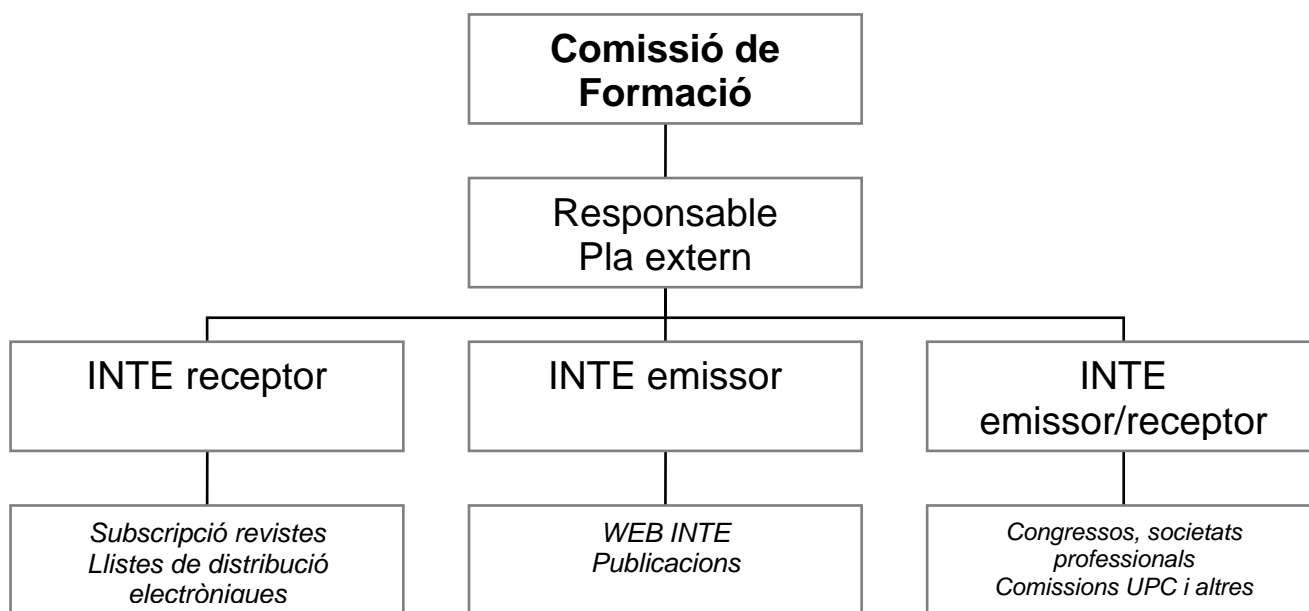 Comissió de
Formació
Responsable
Pla extern
INTE receptor
INTE emissor
INTE
emissor/receptor
Subscripció revistes
Llistes de distribució
electròniques
WEB INTE
Publicacions
Congressos, societats
professionals
Comissions UPC i altres